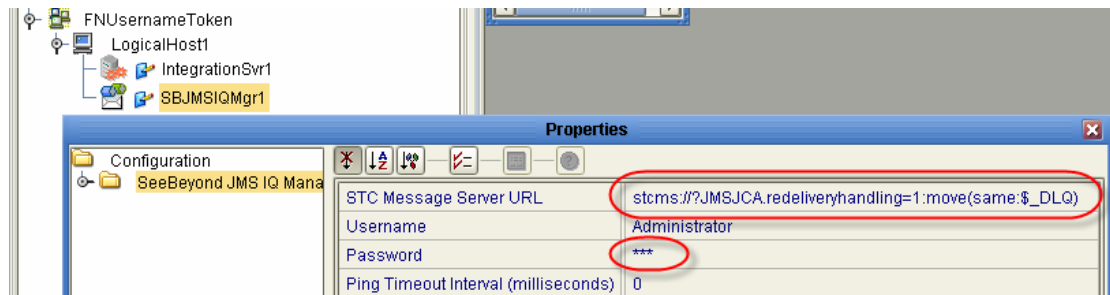 FNUsernameToken
LogicalHost1
IntegrationSvr1
SBJMSIQMgr1
Properties
Configuration
SeeBeyond JMS IQ Mana
STC Message Server URL stcms://?JMSJCA.redeliveryhandling=1:move(same:$_DLQ)
Username Administrator
Password ***
Ping Timeout Interval (milliseconds) 0